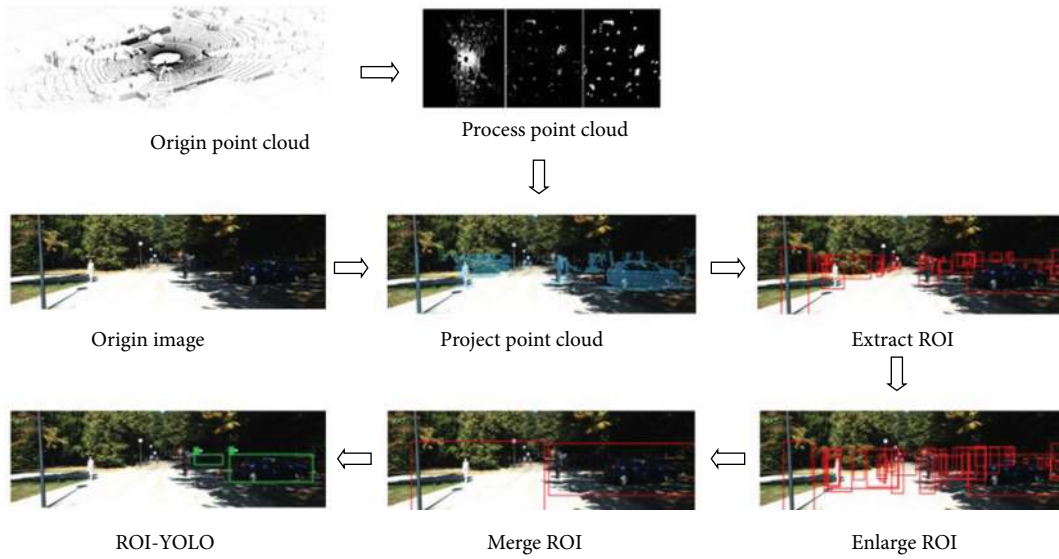 Origin point cloud
Process point cloud
Origin image
Project point cloud
Extract ROI
ROI-YOLO
Merge ROI
Enlarge ROI